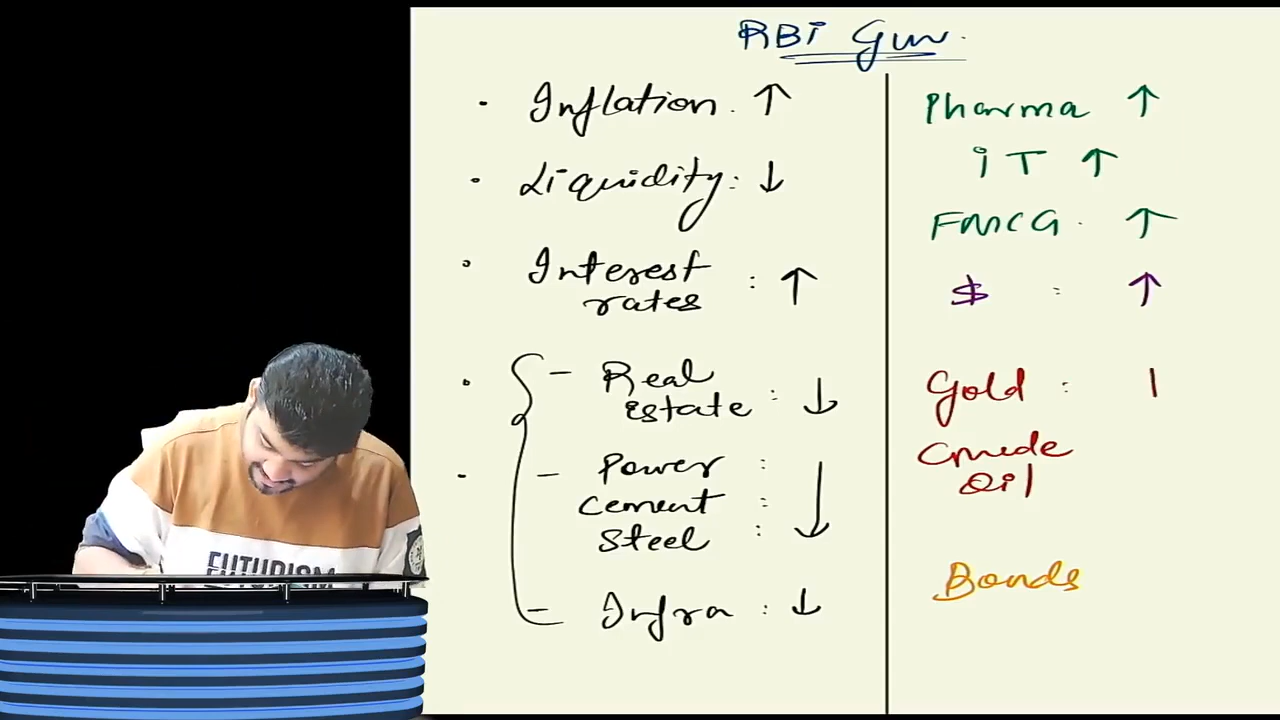 RBi Guv.
• Inflation. ↑
• Liquidity: ↓
• Interest
rates : ↑
• { – Real
Estate : ↓
• – Power :
Cement :
Steel : ↓
– Infra : ↓
Pharma ↑
iT ↑
FMCG. ↑
$ : ↑
Gold : |
Crude
Oil
Bonds
FUTURISM